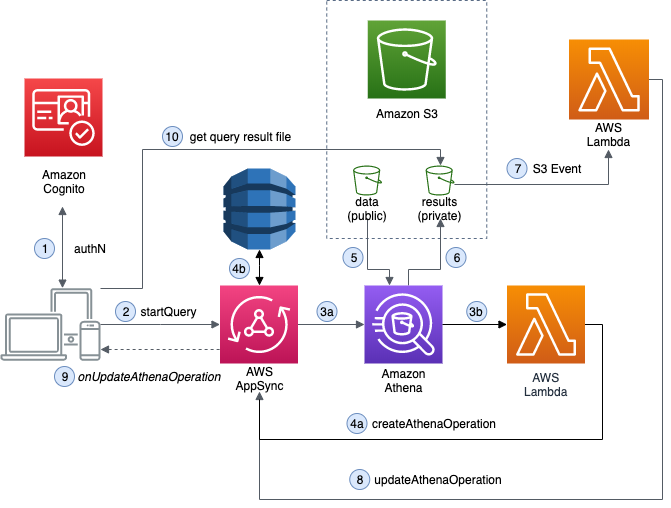 Amazon S3
AWS
Lambda
10 get query result file
Amazon
Cognito
7 S3 Event
data
(public)
results
(private)
1 authN
5
6
4b
2 startQuery
3a
3b
9 onUpdateAthenaOperation
AWS
AppSync
Amazon
Athena
AWS
Lambda
4a createAthenaOperation
8 updateAthenaOperation